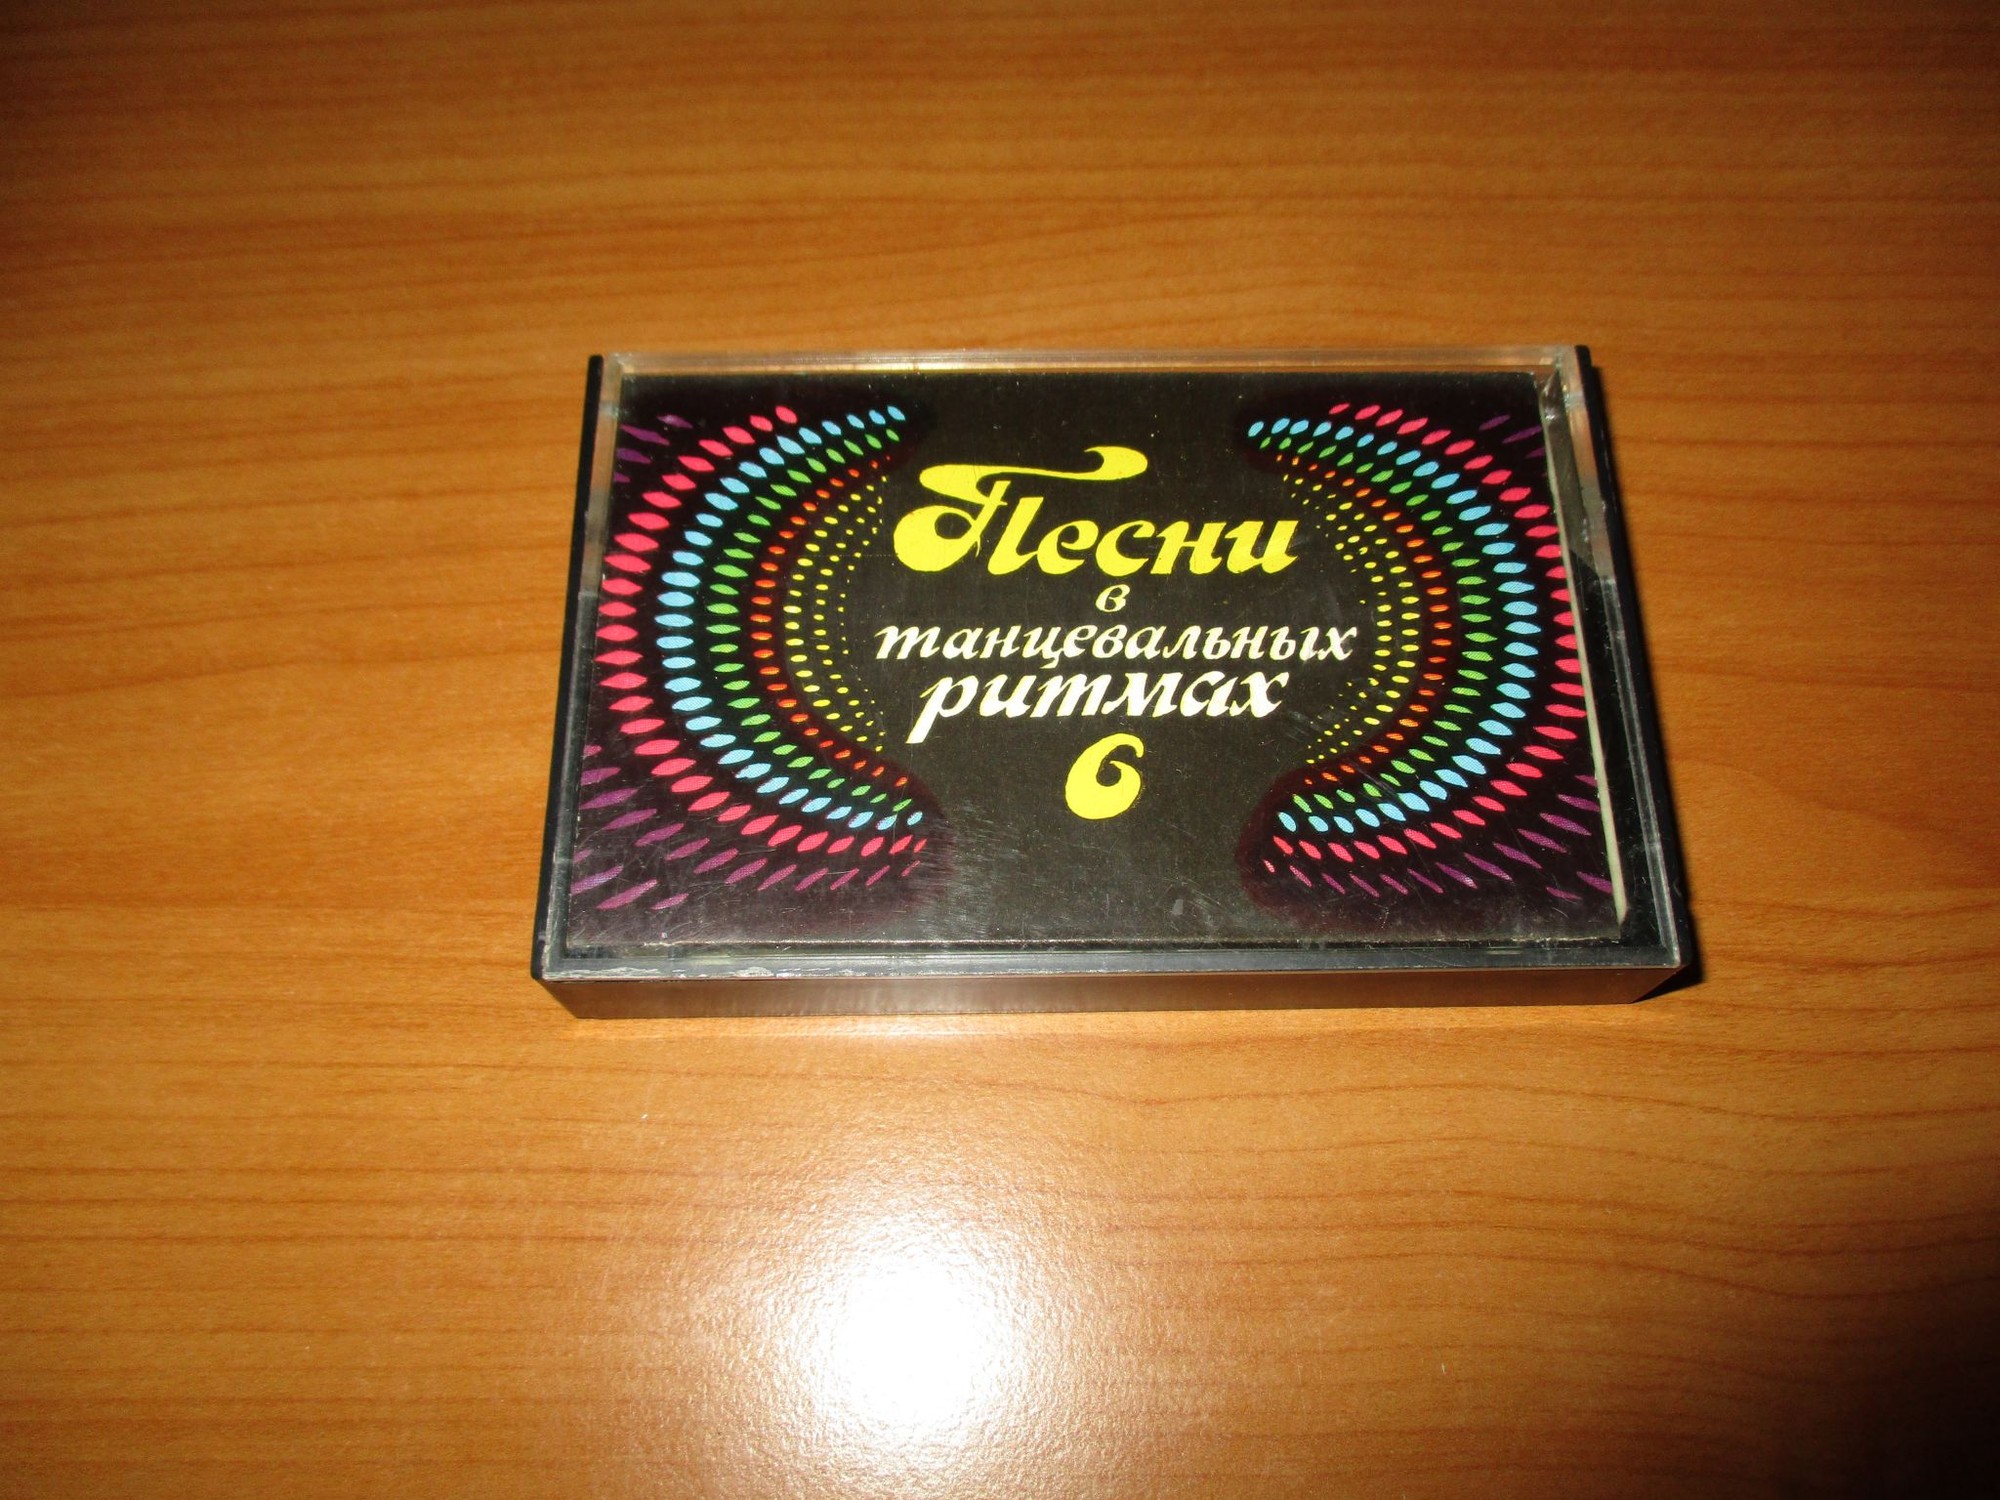 Песни
в
танцевальных
ритмах
6